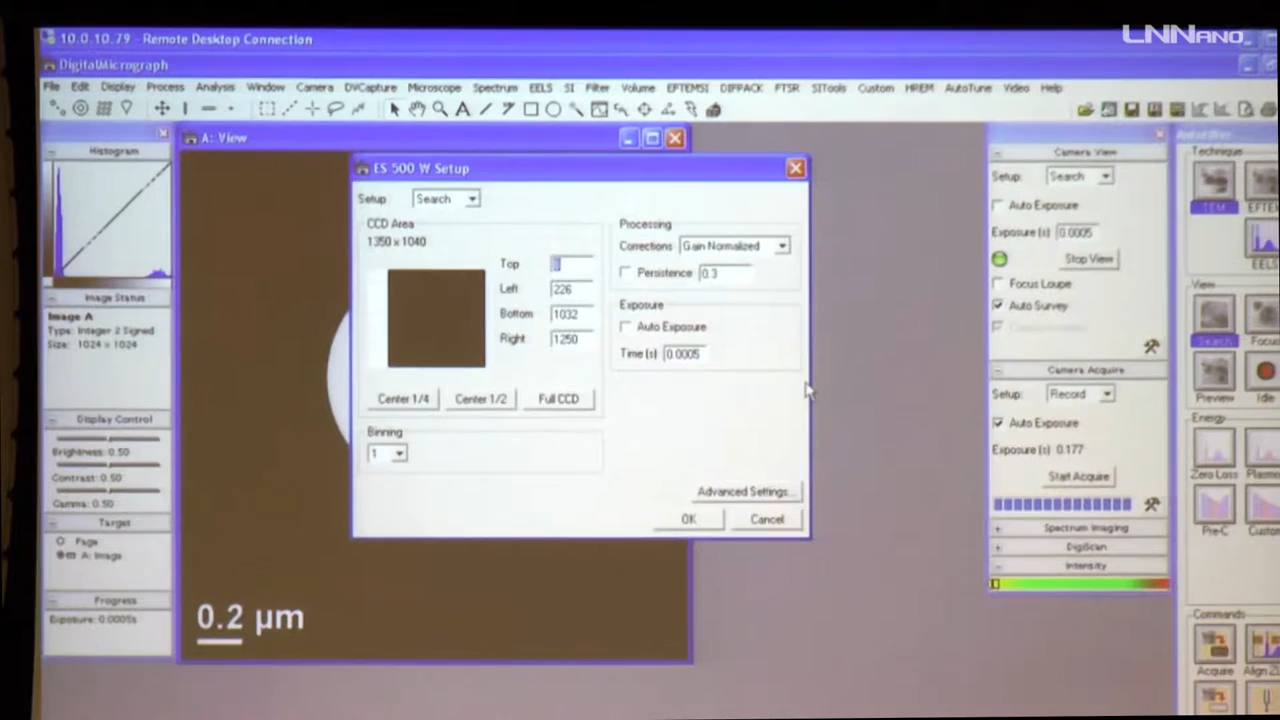 LNNANO
10.0.10.79 - Remote Desktop Connection
DigitalMicrograph
File Edit Display Process Analysis Window Camera DVCapture Microscope Spectrum EELS SI Filter Volume EFTEMSI DIFPACK FTSR SITools Custom HREM AutoTune Video Help
Histogram
Image Status
Image A
Type: Integer 2 Signed
Size: 1024 x 1024
Display Control
Brightness: 0.50
Contrast: 0.50
Gamma: 0.50
Target
Page
A: Image
Progress
Exposure: 0.0005s
A: View
0.2 µm
ES 500 W Setup
Setup Search
CCD Area
1350 x 1040
Top
Left 226
Bottom 1032
Right 1250
Center 1/4 Center 1/2 Full CCD
Binning
1
Processing
Corrections Gain Normalized
Persistence 0.3
Exposure
Auto Exposure
Time (s) 0.0005
Advanced Settings...
OK Cancel
Camera View
Setup: Search
Auto Exposure
Exposure (s) 0.0005
Stop View
Focus Loupe
Auto Survey
Camera Acquire
Setup: Record
Auto Exposure
Exposure (s) 0.177
Start Acquire
Spectrum Imaging
DigiScan
Intensity
Technique
TEM EFTE
EELS
View
Search Focus
Preview Idle
Energy
Zero Loss Plasmo
Pre-C Custo
Commands
Acquire Align Z